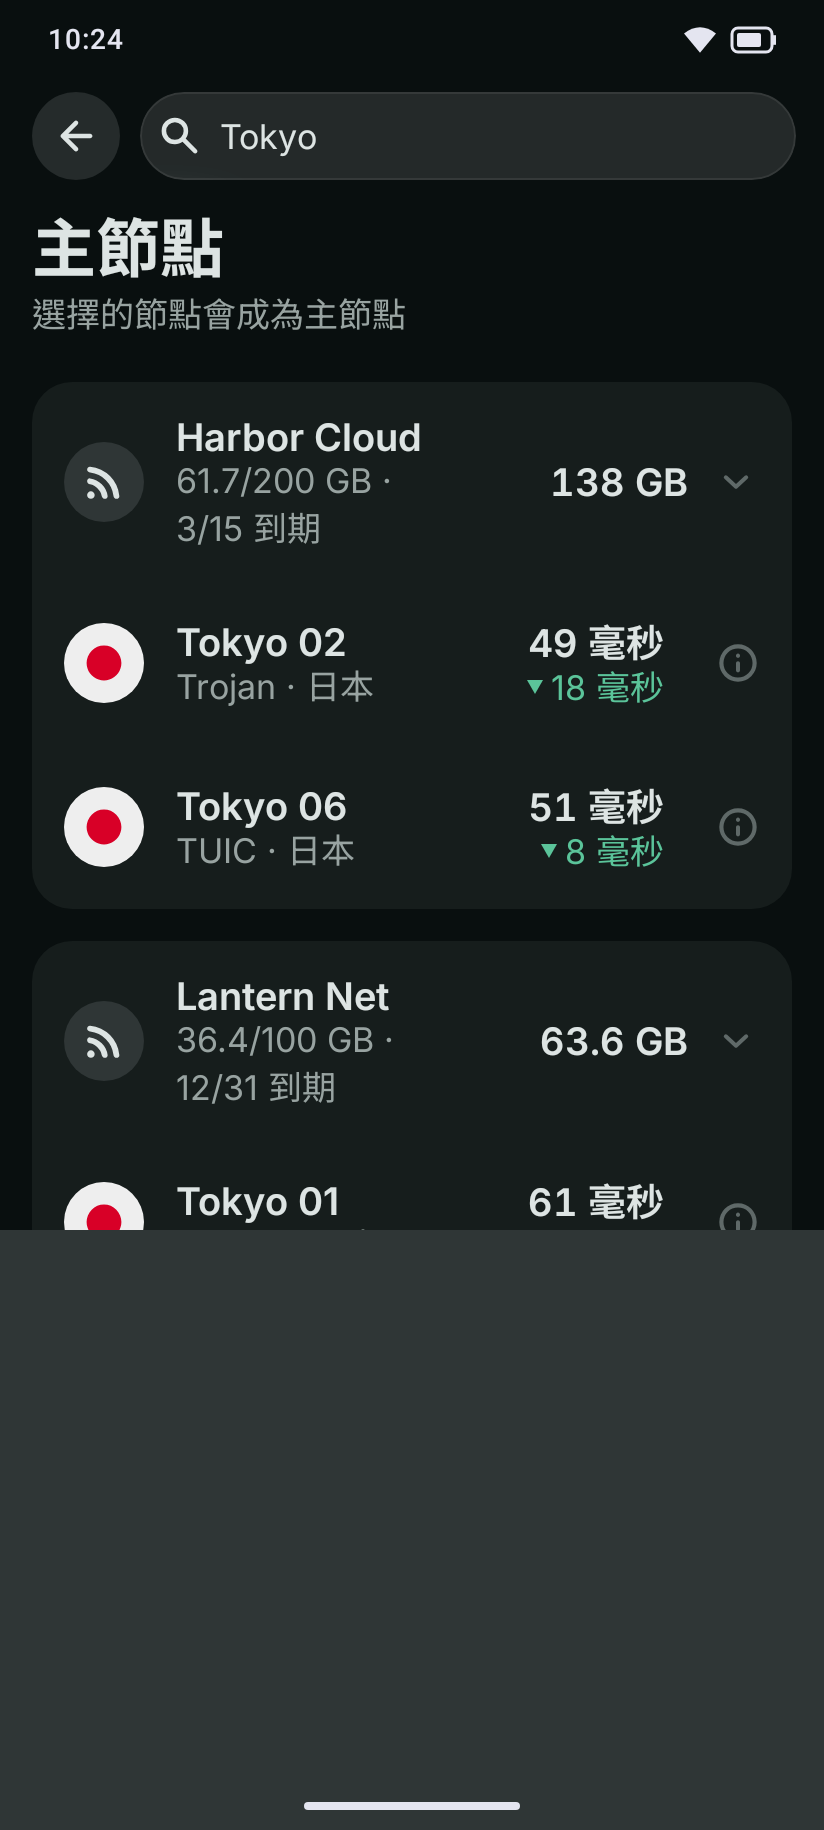 10:24
Tokyo
主節點
選擇的節點會成為主節點
Harbor Cloud
61.7/200 GB ·
3/15 到期
138 GB
Tokyo 02
Trojan · 日本
49 毫秒
▼18 毫秒
Tokyo 06
TUIC · 日本
51 毫秒
▼8 毫秒
Lantern Net
36.4/100 GB ·
12/31 到期
63.6 GB
Tokyo 01
61 毫秒